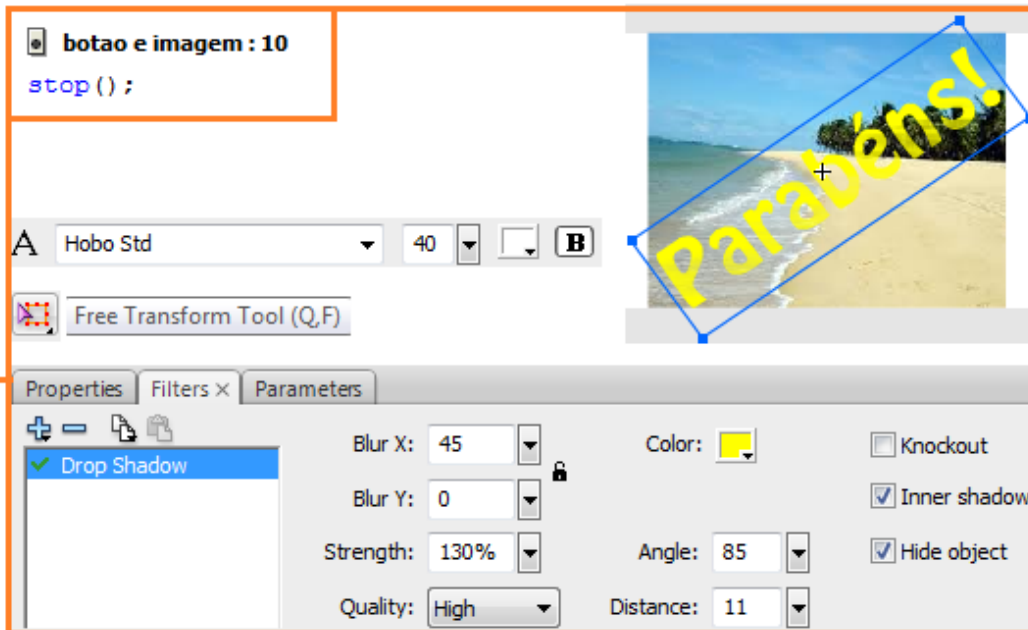 botao e imagem : 10
stop();
Parabéns!
A Hobo Std 40 B
Free Transform Tool (Q,F)
Properties Filters × Parameters
Drop Shadow
Blur X: 45 Color: Knockout
Blur Y: 0 Inner shadow
Strength: 130% Angle: 85 Hide object
Quality: High Distance: 11